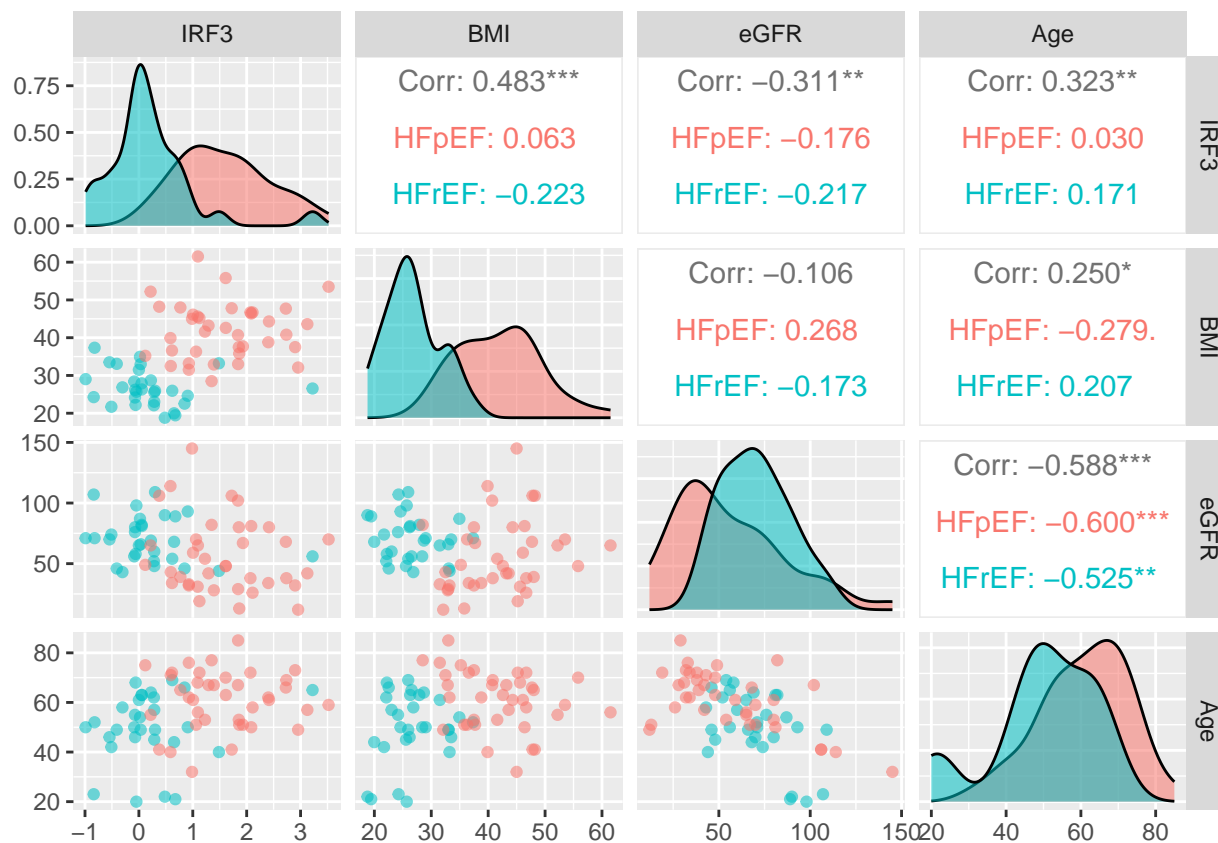 IRF3 BMI eGFR Age
0.75
0.50
0.25
0.00
Corr: 0.483***
HFpEF: 0.063
HFrEF: −0.223
Corr: −0.311**
HFpEF: −0.176
HFrEF: −0.217
Corr: 0.323**
HFpEF: 0.030
HFrEF: 0.171
IRF3
60
50
40
30
20
Corr: −0.106
HFpEF: 0.268
HFrEF: −0.173
Corr: 0.250*
HFpEF: −0.279.
HFrEF: 0.207
BMI
150
100
50
Corr: −0.588***
HFpEF: −0.600***
HFrEF: −0.525**
eGFR
80
60
40
20
Age
−1 0 1 2 3
20 30 40 50 60
50 100 150
20 40 60 80